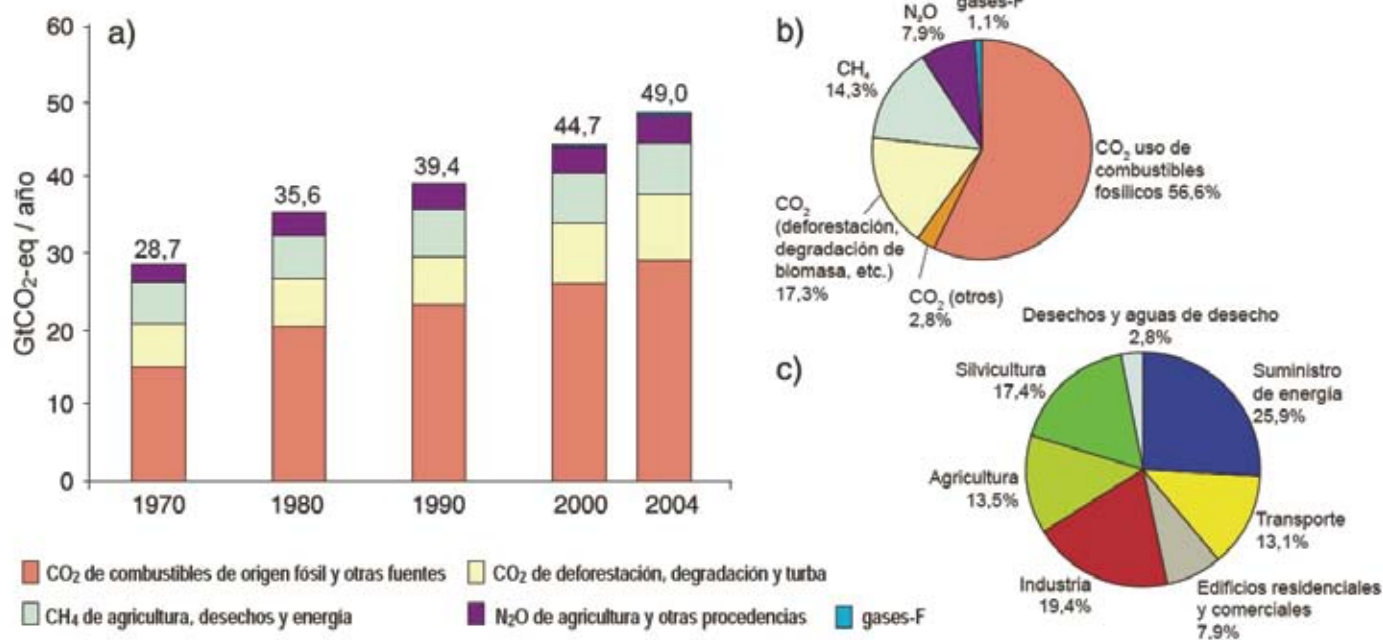 a)
GtCO2-eq / año
60
50
40
30
20
10
0
28,7
35,6
39,4
44,7
49,0
1970
1980
1990
2000
2004
CO2 de combustibles de origen fósil y otras fuentes
CO2 de deforestación, degradación y turba
CH4 de agricultura, desechos y energía
N2O de agricultura y otras procedencias
gases-F
b)
gases-F
1,1%
N2O
7,9%
CH4
14,3%
CO2
(deforestación,
degradación de
biomasa, etc.)
17,3%
CO2 (otros)
2,8%
CO2 uso de
combustibles
fosílicos 56,6%
c)
Desechos y aguas de desecho
2,8%
Silvicultura
17,4%
Agricultura
13,5%
Industria
19,4%
Edificios residenciales
y comerciales
7,9%
Transporte
13,1%
Suministro
de energía
25,9%